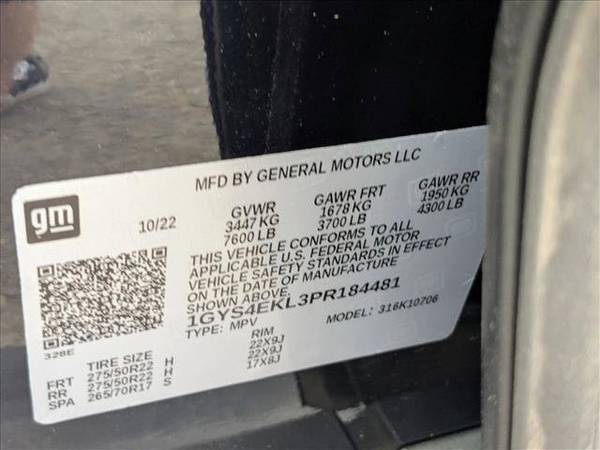 MFD BY GENERAL MOTORS LLC
gm
10/22
GVWR GAWR FRT GAWR RR
3447 KG 1678 KG 1950 KG
7600 LB 3700 LB 4300 LB
THIS VEHICLE CONFORMS TO ALL
APPLICABLE U.S. FEDERAL MOTOR
VEHICLE SAFETY STANDARDS IN EFFECT
ON THE DATE OF MANUFACTURE
SHOWN ABOVE.
1GYS4EKL3PR184481
TYPE: MPV MODEL: 316K10706
328E
TIRE SIZE RIM
FRT 275/50R22 H 22X9J
RR 275/50R22 H 22X9J
SPA 265/70R17 S 17X8J